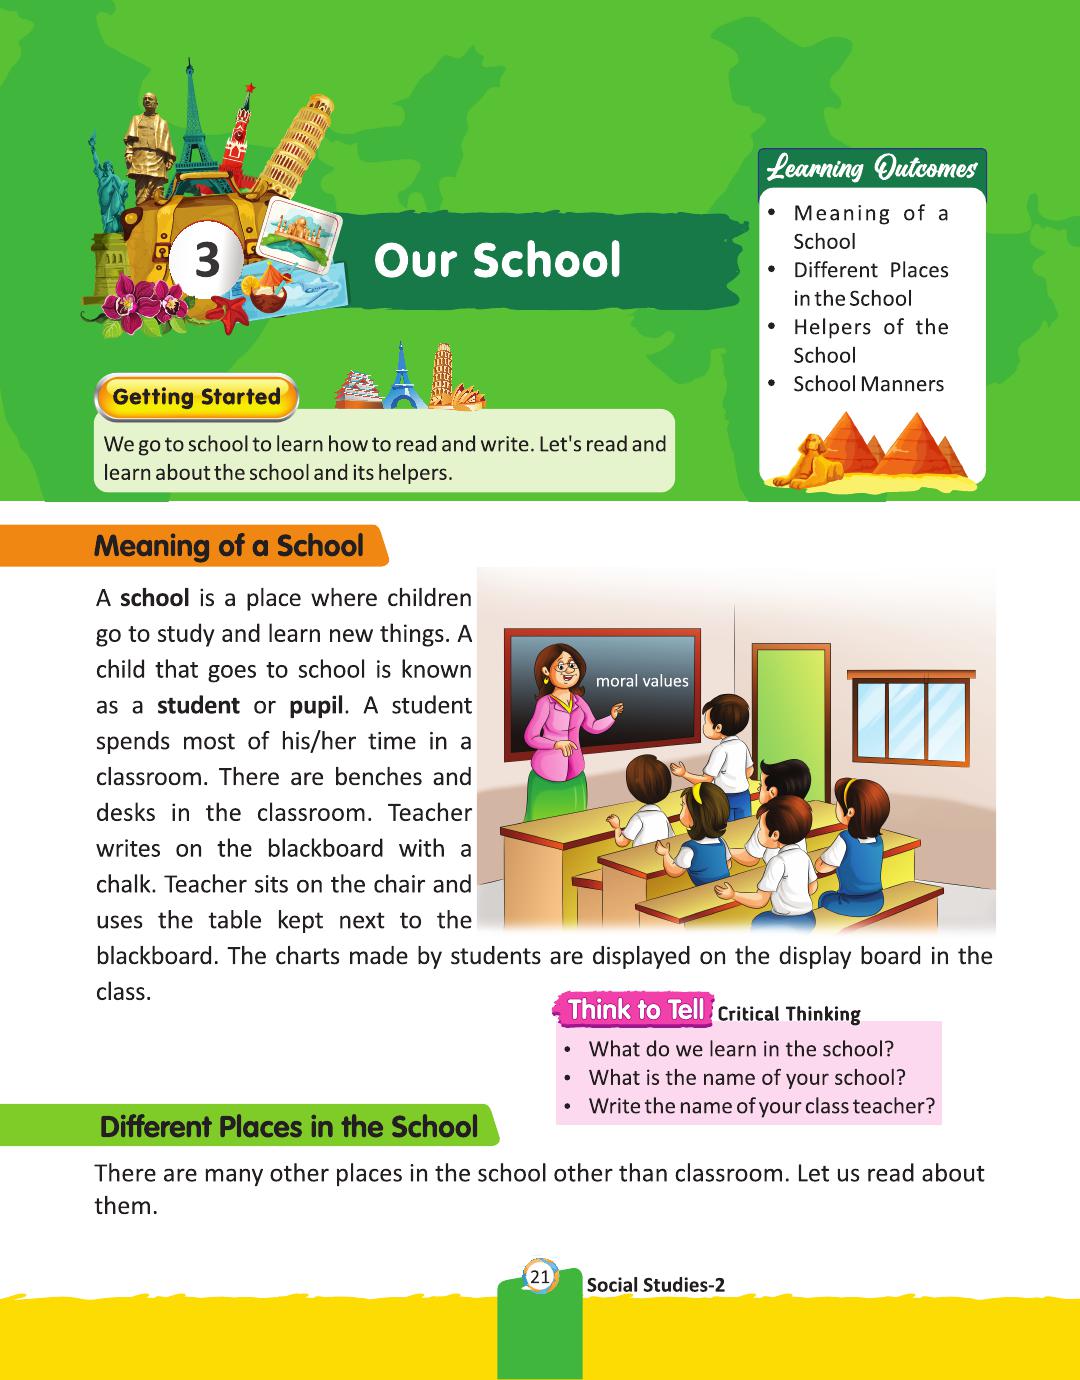 3
Our School
Learning Outcomes
• Meaning of a
School
• Different Places
in the School
• Helpers of the
School
• School Manners
Getting Started
We go to school to learn how to read and write. Let's read and
learn about the school and its helpers.
Meaning of a School
A school is a place where children
go to study and learn new things. A
child that goes to school is known
as a student or pupil. A student
spends most of his/her time in a
classroom. There are benches and
desks in the classroom. Teacher
writes on the blackboard with a
chalk. Teacher sits on the chair and
uses the table kept next to the
blackboard. The charts made by students are displayed on the display board in the
class.
moral values
Think to Tell Critical Thinking
• What do we learn in the school?
• What is the name of your school?
• Write the name of your class teacher?
Different Places in the School
There are many other places in the school other than classroom. Let us read about
them.
21
Social Studies-2